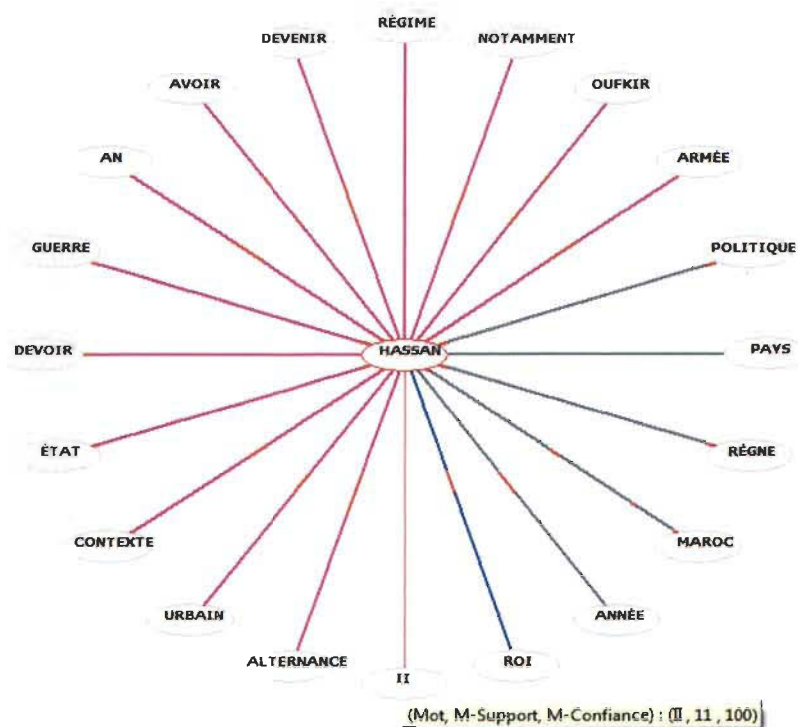 RÉGIME
DEVENIR
NOTAMMENT
AVOIR
OUFKIR
AN
ARMÉE
GUERRE
POLITIQUE
DEVOIR
HASSAN
PAYS
ÉTAT
RÈGNE
CONTEXTE
MAROC
URBAIN
ANNÉE
ALTERNANCE
II
ROI
(Mot, M-Support, M-Confiance) : (II , 11 , 100)